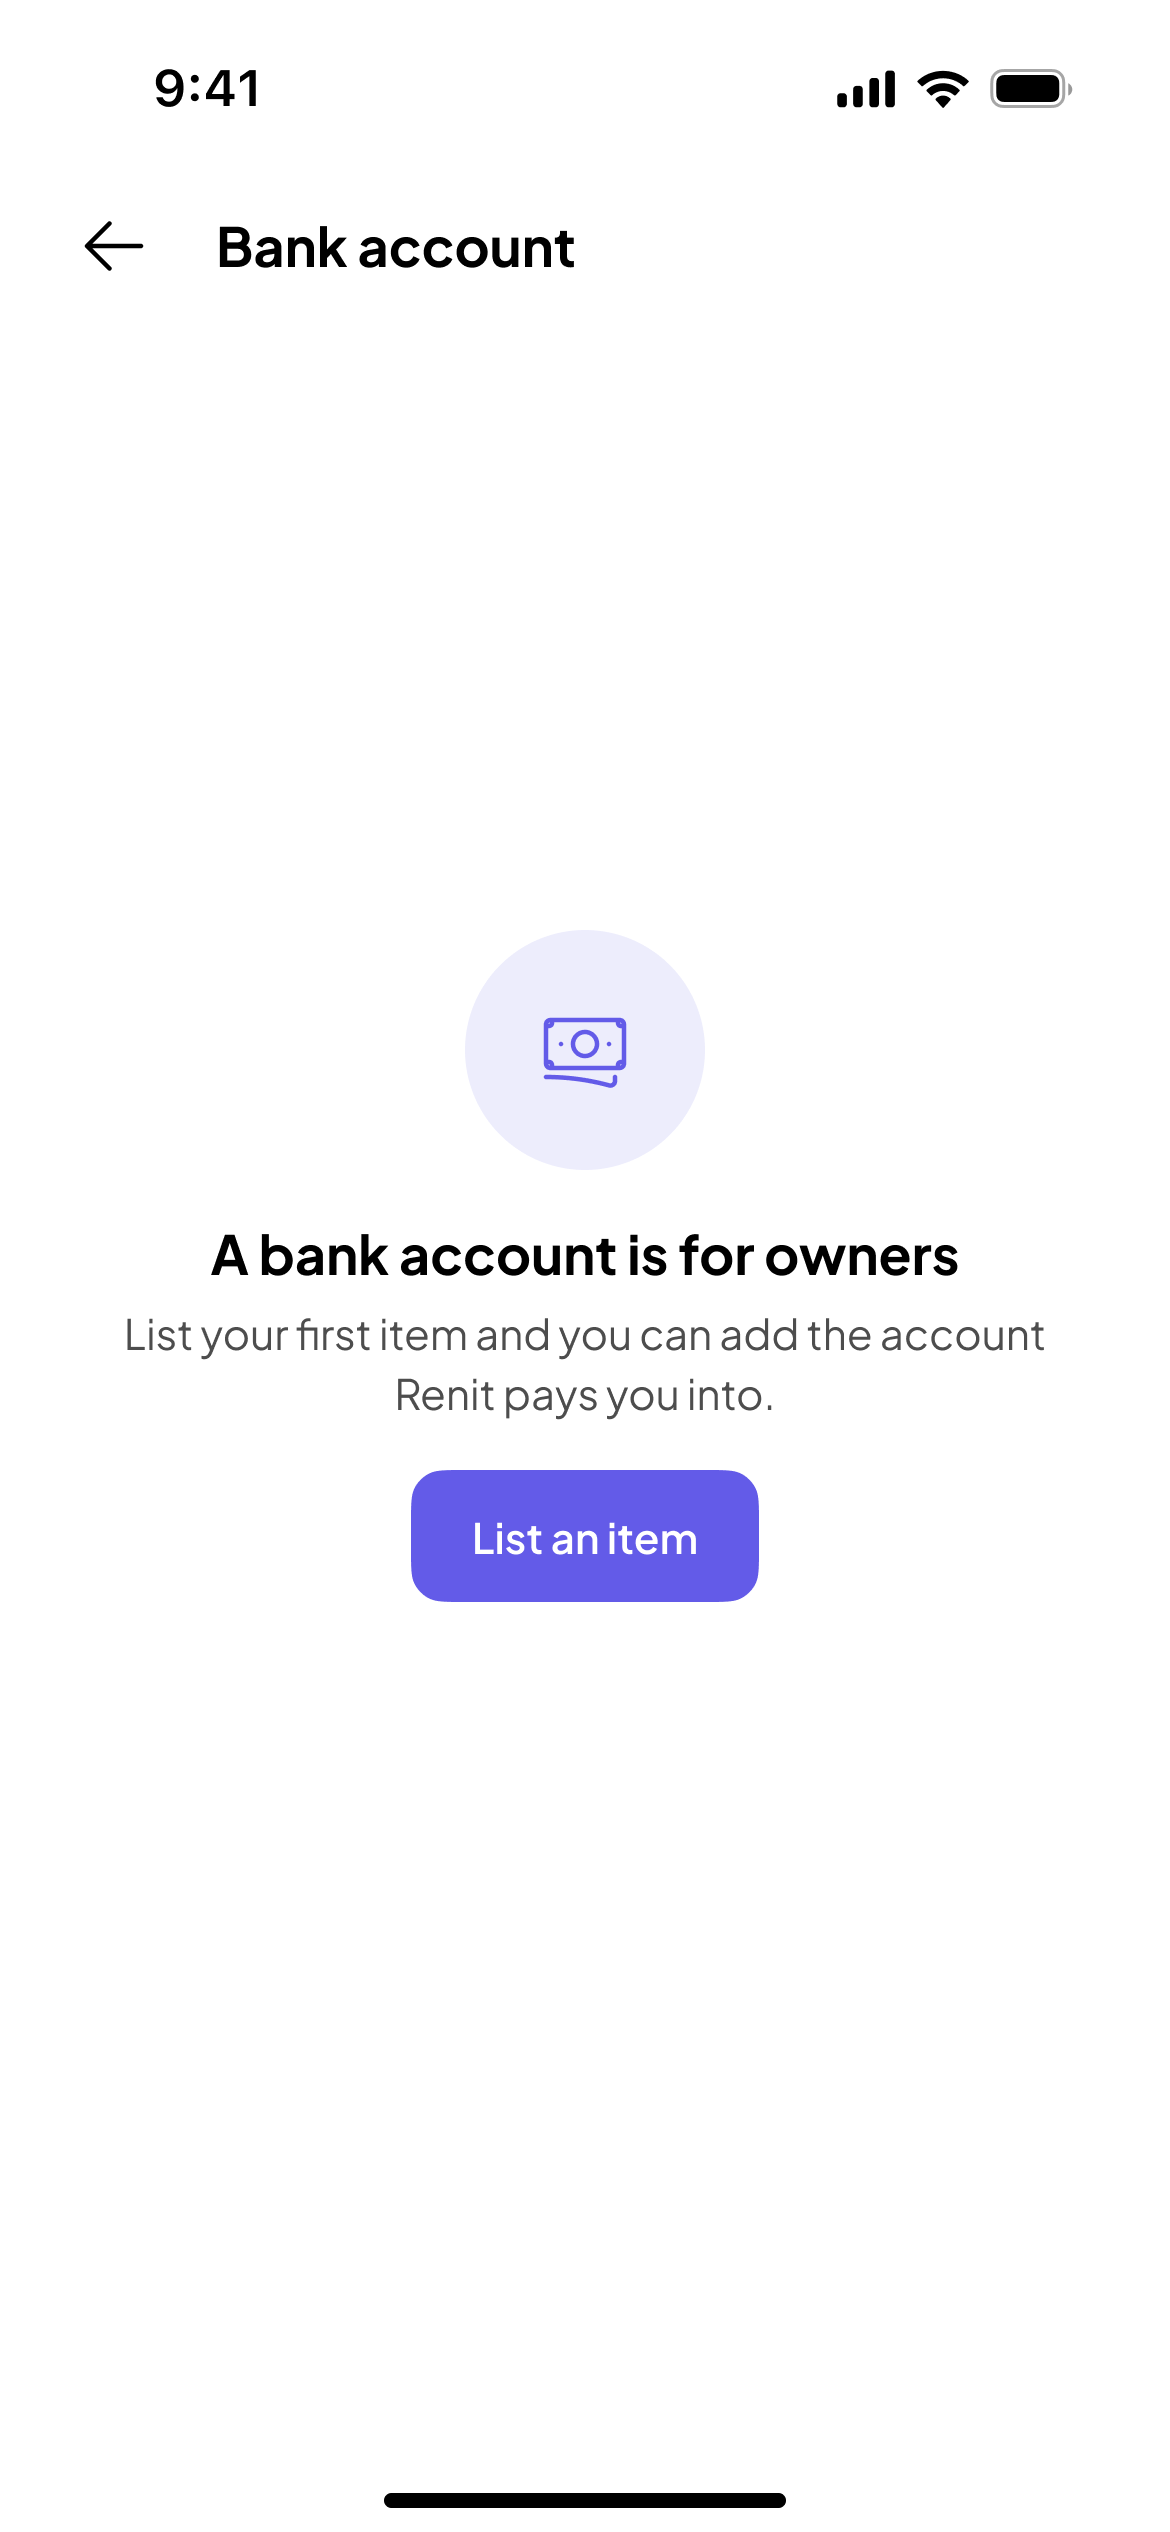 9:41
Bank account
A bank account is for owners
List your first item and you can add the account
Renit pays you into.
List an item